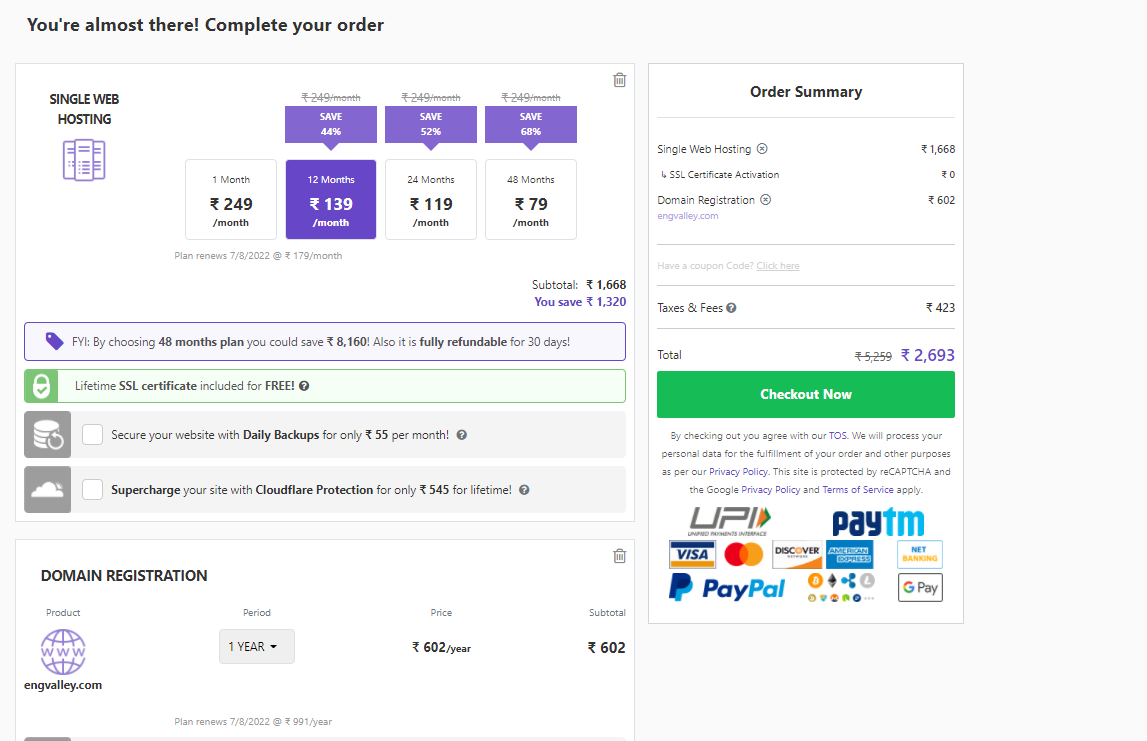 You're almost there! Complete your order
SINGLE WEB
HOSTING
₹ 249/month
₹ 249/month
₹ 249/month
SAVE
44%
SAVE
52%
SAVE
68%
1 Month
₹ 249
/month
12 Months
₹ 139
/month
24 Months
₹ 119
/month
48 Months
₹ 79
/month
Plan renews 7/8/2022 @ ₹ 179/month
Subtotal: ₹ 1,668
You save ₹ 1,320
FYI: By choosing 48 months plan you could save ₹ 8,160! Also it is fully refundable for 30 days!
Lifetime SSL certificate included for FREE! ?
Secure your website with Daily Backups for only ₹ 55 per month! ?
Supercharge your site with Cloudflare Protection for only ₹ 545 for lifetime! ?
DOMAIN REGISTRATION
Product Period Price Subtotal
WWW
1 YEAR
₹ 602/year
₹ 602
engvalley.com
Plan renews 7/8/2022 @ ₹ 991/year
Order Summary
Single Web Hosting ₹ 1,668
↳ SSL Certificate Activation ₹ 0
Domain Registration ₹ 602
engvalley.com
Have a coupon Code? Click here
Taxes & Fees ? ₹ 423
Total ₹ 5,259 ₹ 2,693
Checkout Now
By checking out you agree with our TOS. We will process your
personal data for the fulfillment of your order and other purposes
as per our Privacy Policy. This site is protected by reCAPTCHA and
the Google Privacy Policy and Terms of Service apply.
UPI
UNIFIED PAYMENTS INTERFACE
paytm
VISA
DISCOVER
NETWORK
AMERICAN
EXPRESS
NET
BANKING
PayPal
G Pay